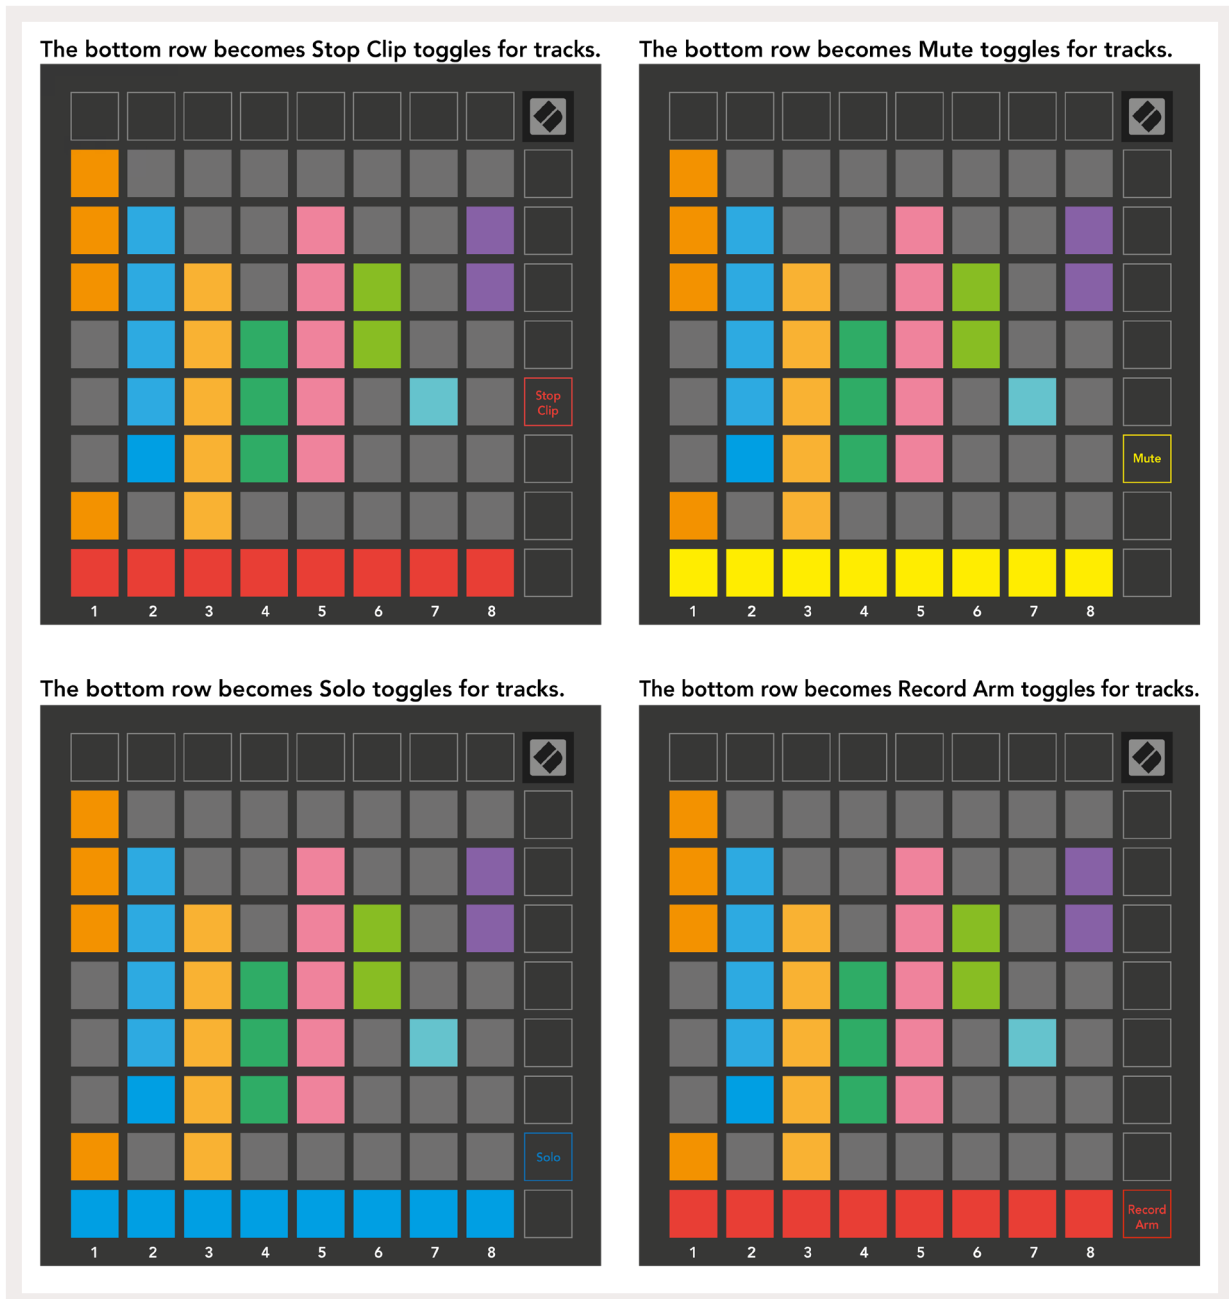 The bottom row becomes Stop Clip toggles for tracks.
Stop
Clip
1 2 3 4 5 6 7 8
The bottom row becomes Mute toggles for tracks.
Mute
1 2 3 4 5 6 7 8
The bottom row becomes Solo toggles for tracks.
Solo
1 2 3 4 5 6 7 8
The bottom row becomes Record Arm toggles for tracks.
Record
Arm
1 2 3 4 5 6 7 8